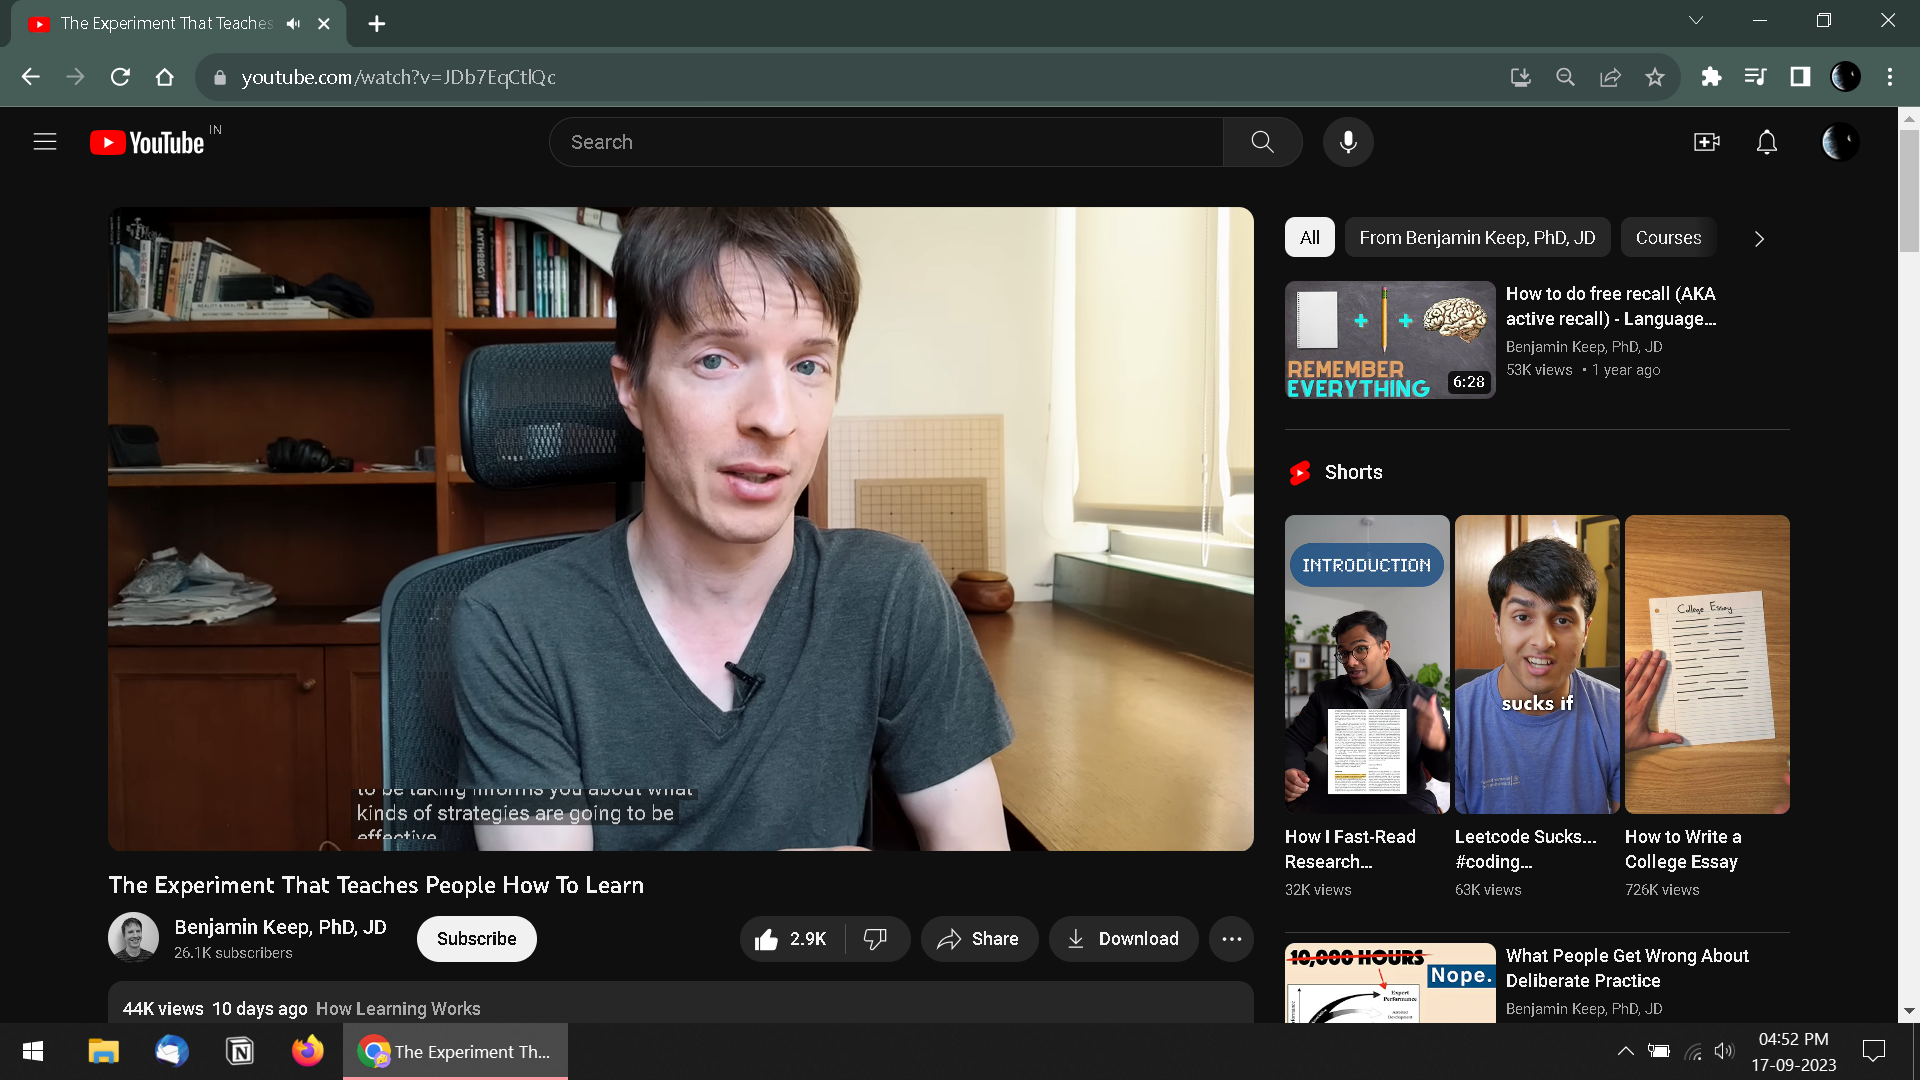 The Experiment That Teaches
youtube.com/watch?v=JDb7EqCtlQc
YouTube IN
Search
All
From Benjamin Keep, PhD, JD
Courses
MYTHOLOGY
REMEMBER
EVERYTHING
6:28
How to do free recall (AKA
active recall) - Language...
Benjamin Keep, PhD, JD
53K views • 1 year ago
Shorts
INTRODUCTION
sucks if
College Essay
How I Fast-Read
Research...
32K views
Leetcode Sucks...
#coding...
63K views
How to Write a
College Essay
726K views
to be taking informs you about what
kinds of strategies are going to be
effective
The Experiment That Teaches People How To Learn
Benjamin Keep, PhD, JD
26.1K subscribers
Subscribe
2.9K
Share
Download
44K views 10 days ago How Learning Works
10,000 HOURS
Nope.
Expert
Performance
What People Get Wrong About
Deliberate Practice
Benjamin Keep, PhD, JD
The Experiment Th...
04:52 PM
17-09-2023